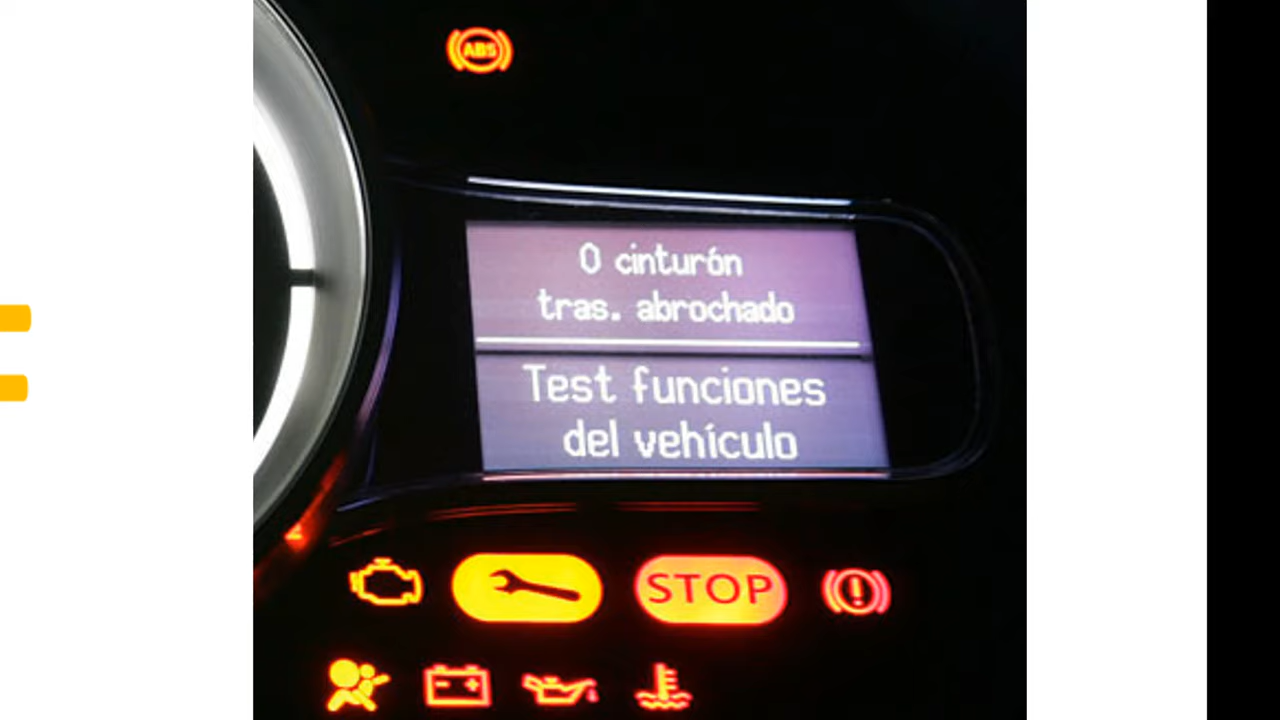 ABS
0 cinturón
tras. abrochado
Test funciones
del vehículo
STOP